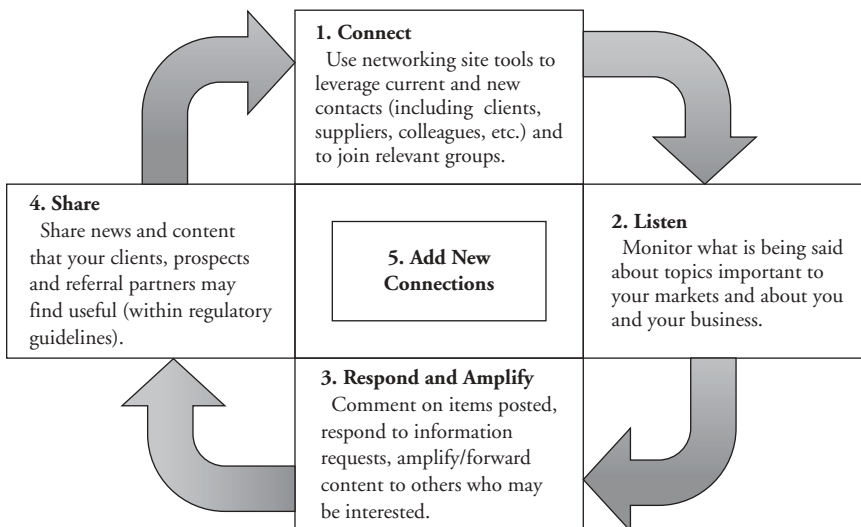 1. Connect
Use networking site tools to
leverage current and new
contacts (including clients,
suppliers, colleagues, etc.) and
to join relevant groups.
2. Listen
Monitor what is being said
about topics important to
your markets and about you
and your business.
3. Respond and Amplify
Comment on items posted,
respond to information
requests, amplify/forward
content to others who may
be interested.
4. Share
Share news and content
that your clients, prospects
and referral partners may
find useful (within regulatory
guidelines).
5. Add New
Connections